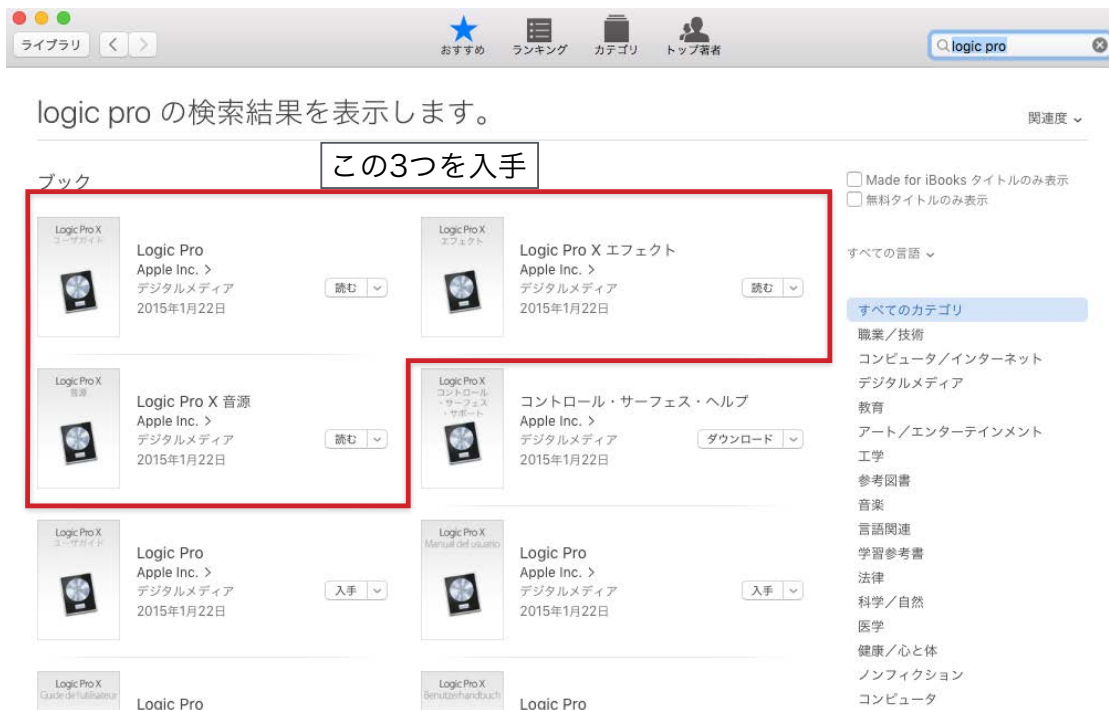 ライブラリ
おすすめ
ランキング
カテゴリ
トップ著者
logic pro
logic pro の検索結果を表示します。
関連度
この3つを入手
ブック
Made for iBooks タイトルのみ表示
無料タイトルのみ表示
すべての言語
Logic Pro X
ユーザガイド
Logic Pro
Apple Inc. >
デジタルメディア
2015年1月22日
読む
Logic Pro X
エフェクト
Logic Pro X エフェクト
Apple Inc. >
デジタルメディア
2015年1月22日
読む
Logic Pro X
音源
Logic Pro X 音源
Apple Inc. >
デジタルメディア
2015年1月22日
読む
Logic Pro X
コントロール
・サーフェス
・サポート
コントロール・サーフェス・ヘルプ
Apple Inc. >
デジタルメディア
2015年1月22日
ダウンロード
Logic Pro X
ユーザガイド
Logic Pro
Apple Inc. >
デジタルメディア
2015年1月22日
入手
Logic Pro X
Manual del usuario
Logic Pro
Apple Inc. >
デジタルメディア
2015年1月22日
入手
Logic Pro X
Guide de l'utilisateur
Logic Pro
Logic Pro X
Benutzerhandbuch
Logic Pro
すべてのカテゴリ
職業／技術
コンピュータ／インターネット
デジタルメディア
教育
アート／エンターテインメント
工学
参考図書
音楽
言語関連
学習参考書
法律
科学／自然
医学
健康／心と体
ノンフィクション
コンピュータ